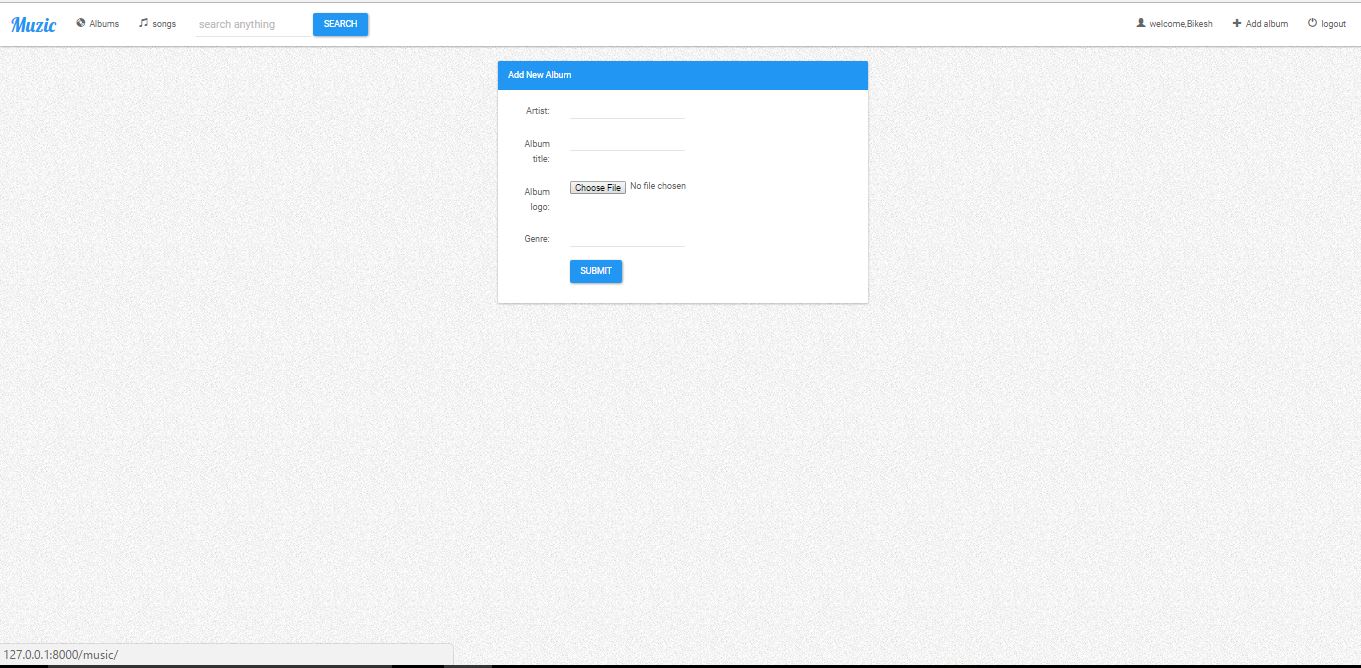 Muzic Albums songs search anything SEARCH welcome,Bikesh Add album logout
Add New Album
Artist:
Album
title:
Album
logo:
Choose File No file chosen
Genre:
SUBMIT
127.0.0.1:8000/music/